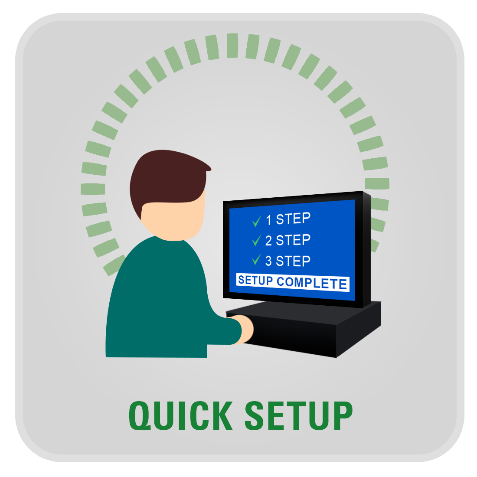 1 STEP
2 STEP
3 STEP
SETUP COMPLETE
QUICK SETUP